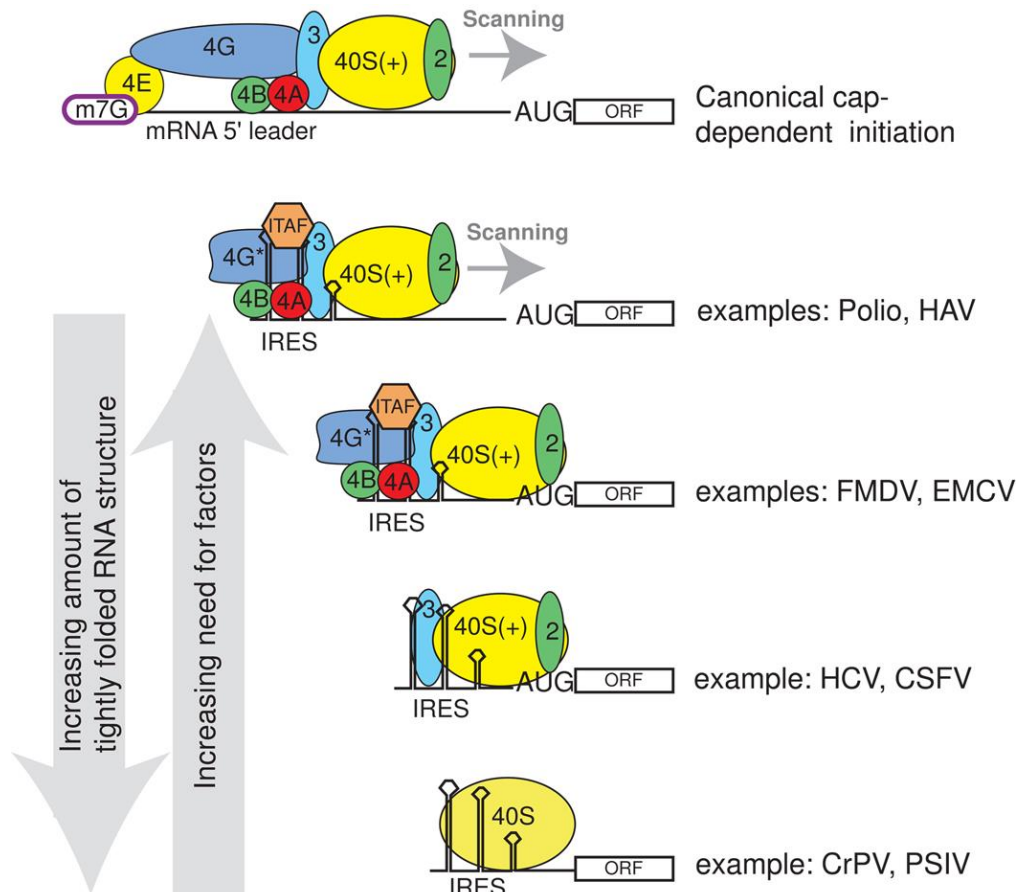 Scanning
4G
3
40S(+)
2
4E
4B
4A
m7G
AUG
ORF
mRNA 5' leader
Canonical cap-
dependent initiation
ITAF
Scanning
4G*
3
40S(+)
2
4B
4A
AUG
ORF
examples: Polio, HAV
IRES
ITAF
4G*
3
40S(+)
2
4B
4A
AUG
ORF
examples: FMDV, EMCV
IRES
3
40S(+)
2
AUG
ORF
example: HCV, CSFV
IRES
40S
ORF
example: CrPV, PSIV
IRES
Increasing amount of
tightly folded RNA structure
Increasing need for factors